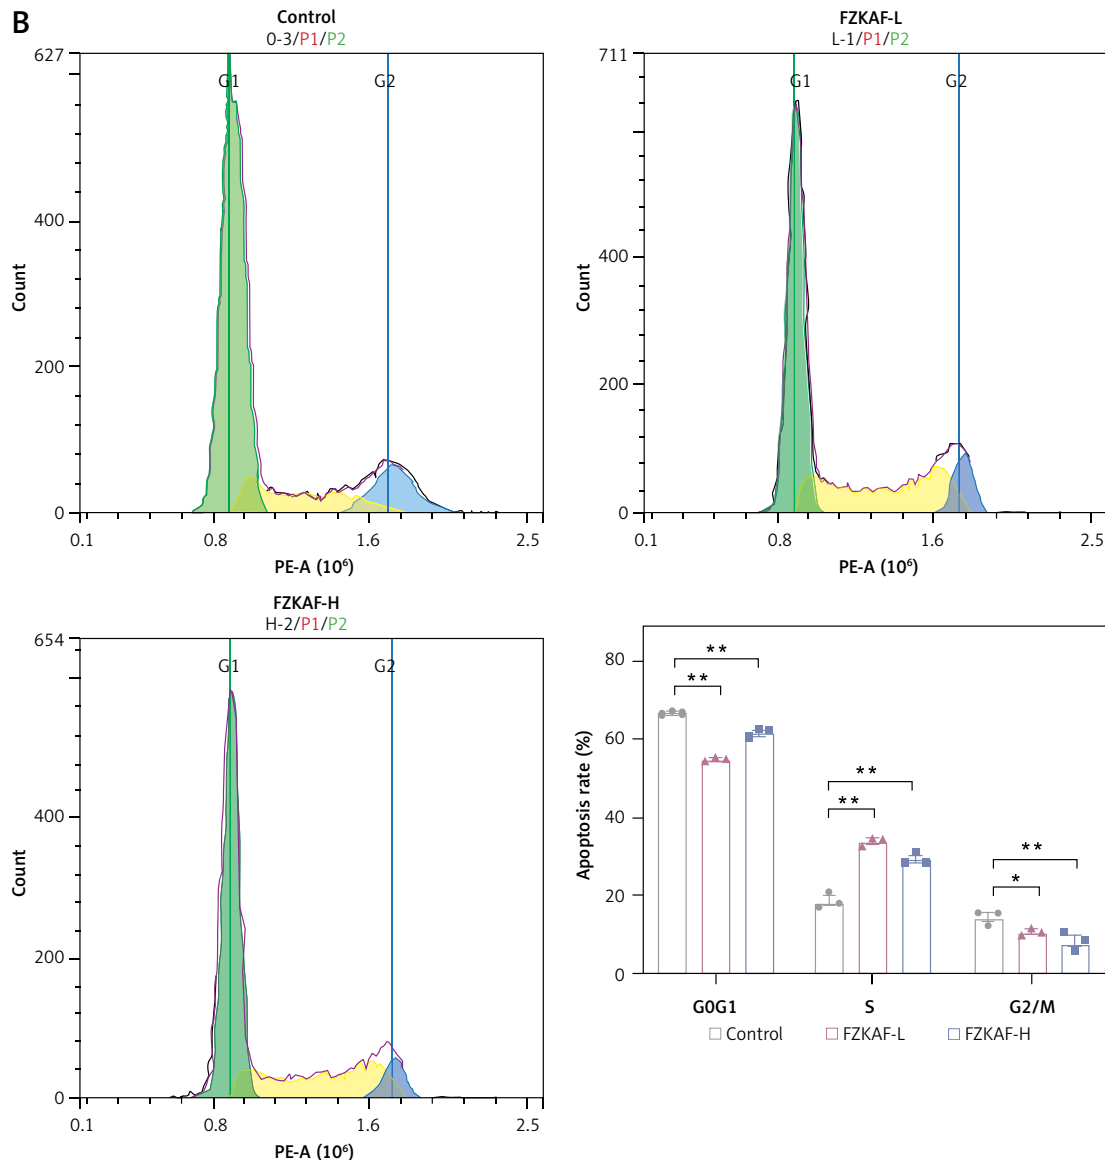 B
Control
0-3/P1/P2
627
G1
G2
400
200
0
Count
0.1
0.8
1.6
2.5
PE-A (10⁶)
FZKAF-L
L-1/P1/P2
711
G1
G2
400
200
0
Count
0.1
0.8
1.6
2.5
PE-A (10⁶)
FZKAF-H
H-2/P1/P2
654
G1
G2
400
200
0
Count
0.1
0.8
1.6
2.5
PE-A (10⁶)
80
60
40
20
0
Apoptosis rate (%)
**
**
**
**
**
*
G0G1
S
G2/M
Control
FZKAF-L
FZKAF-H